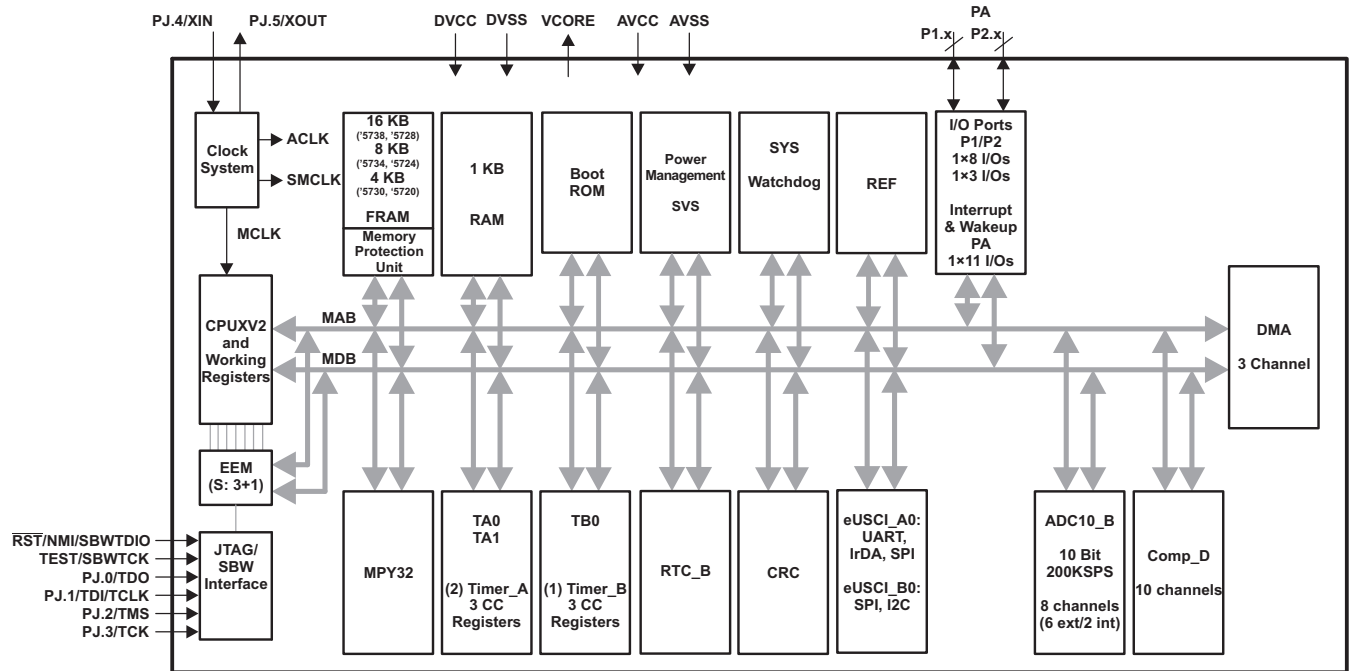 PJ.4/XIN
PJ.5/XOUT
DVCC
DVSS
VCORE
AVCC
AVSS
PA
P1.x
P2.x
Clock
System
ACLK
SMCLK
MCLK
16 KB
('5738, '5728)
8 KB
('5734, '5724)
4 KB
('5730, '5720)
FRAM
Memory
Protection
Unit
1 KB
RAM
Boot
ROM
Power
Management
SVS
SYS
Watchdog
REF
I/O Ports
P1/P2
1×8 I/Os
1×3 I/Os
Interrupt
& Wakeup
PA
1×11 I/Os
CPUXV2
and
Working
Registers
MAB
MDB
DMA
3 Channel
EEM
(S: 3+1)
RST/NMI/SBWTDIO
TEST/SBWTCK
PJ.0/TDO
PJ.1/TDI/TCLK
PJ.2/TMS
PJ.3/TCK
JTAG/
SBW
Interface
MPY32
TA0
TA1
(2) Timer_A
3 CC
Registers
TB0
(1) Timer_B
3 CC
Registers
RTC_B
CRC
eUSCI_A0:
UART,
IrDA, SPI
eUSCI_B0:
SPI, I2C
ADC10_B
10 Bit
200KSPS
8 channels
(6 ext/2 int)
Comp_D
10 channels